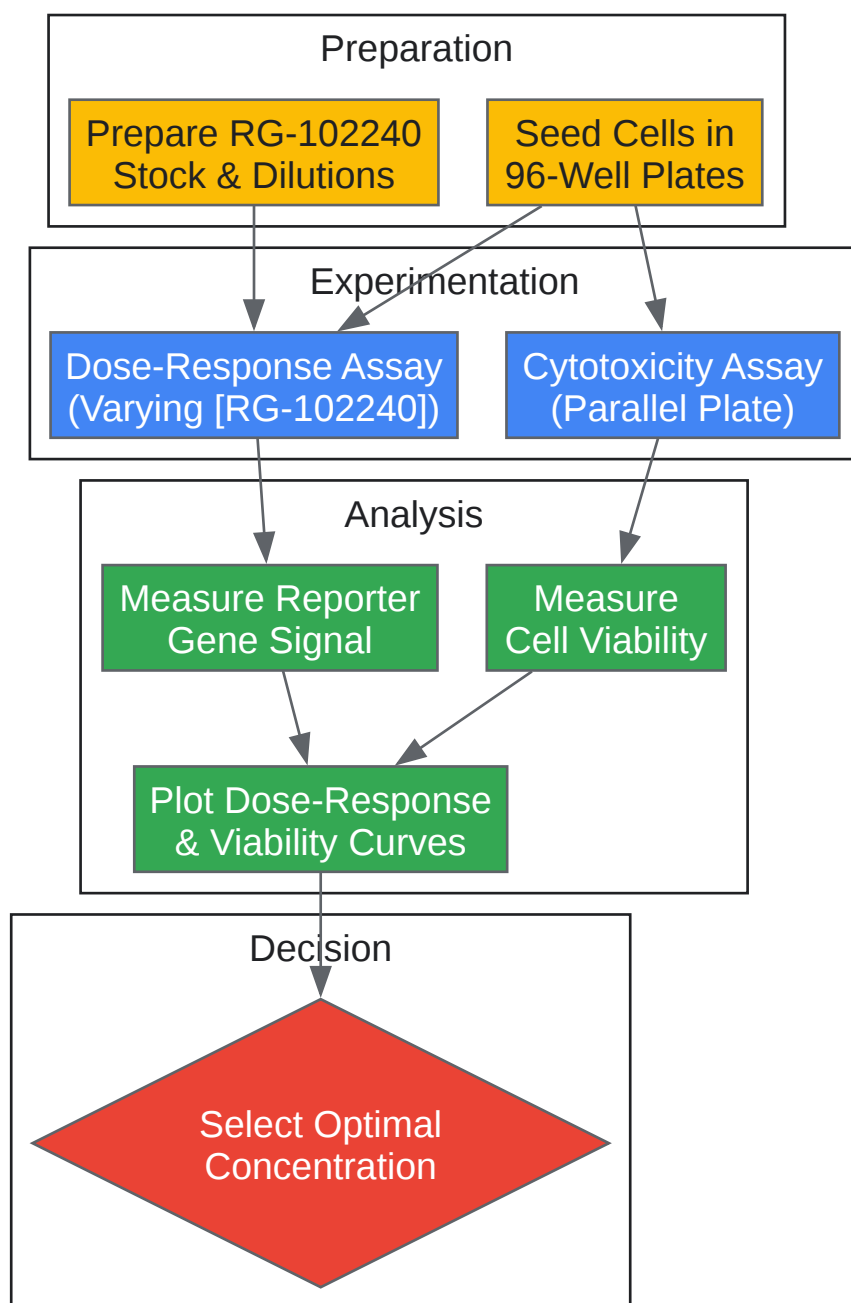 Preparation
Prepare RG-102240
Stock & Dilutions
Seed Cells in
96-Well Plates
Experimentation
Dose-Response Assay
(Varying [RG-102240])
Cytotoxicity Assay
(Parallel Plate)
Analysis
Measure Reporter
Gene Signal
Measure
Cell Viability
Plot Dose-Response
& Viability Curves
Decision
Select Optimal
Concentration